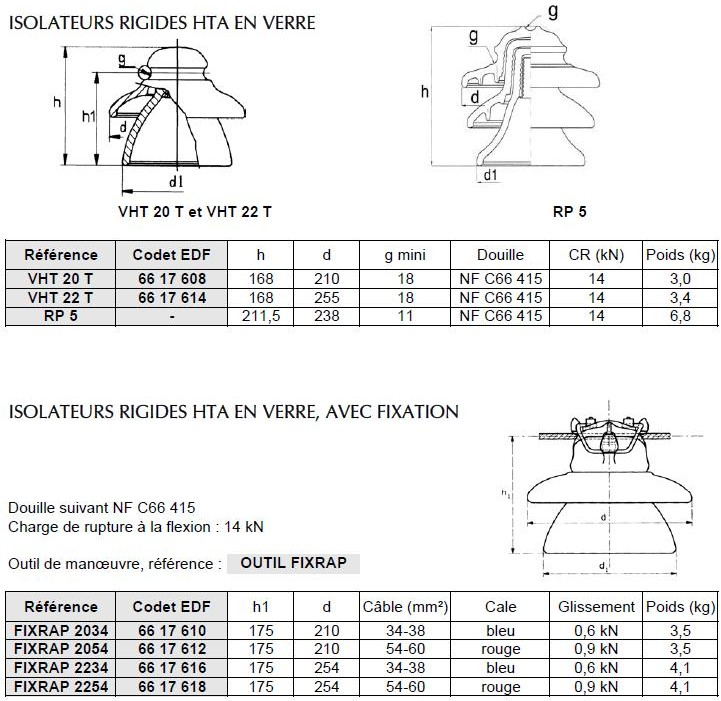 ISOLATEURS RIGIDES HTA EN VERRE
g
h
h1
d
d1
VHT 20 T et VHT 22 T
g
g
h
d
d1
RP 5
Référence Codet EDF h d g mini Douille CR (kN) Poids (kg)
VHT 20 T 66 17 608 168 210 18 NF C66 415 14 3,0
VHT 22 T 66 17 614 168 255 18 NF C66 415 14 3,4
RP 5 - 211,5 238 11 NF C66 415 14 6,8
ISOLATEURS RIGIDES HTA EN VERRE, AVEC FIXATION
h1
d
d1
Douille suivant NF C66 415
Charge de rupture à la flexion : 14 kN
Outil de manœuvre, référence : OUTIL FIXRAP
Référence Codet EDF h1 d Câble (mm²) Cale Glissement Poids (kg)
FIXRAP 2034 66 17 610 175 210 34-38 bleu 0,6 kN 3,5
FIXRAP 2054 66 17 612 175 210 54-60 rouge 0,9 kN 3,5
FIXRAP 2234 66 17 616 175 254 34-38 bleu 0,6 kN 4,1
FIXRAP 2254 66 17 618 175 254 54-60 rouge 0,9 kN 4,1